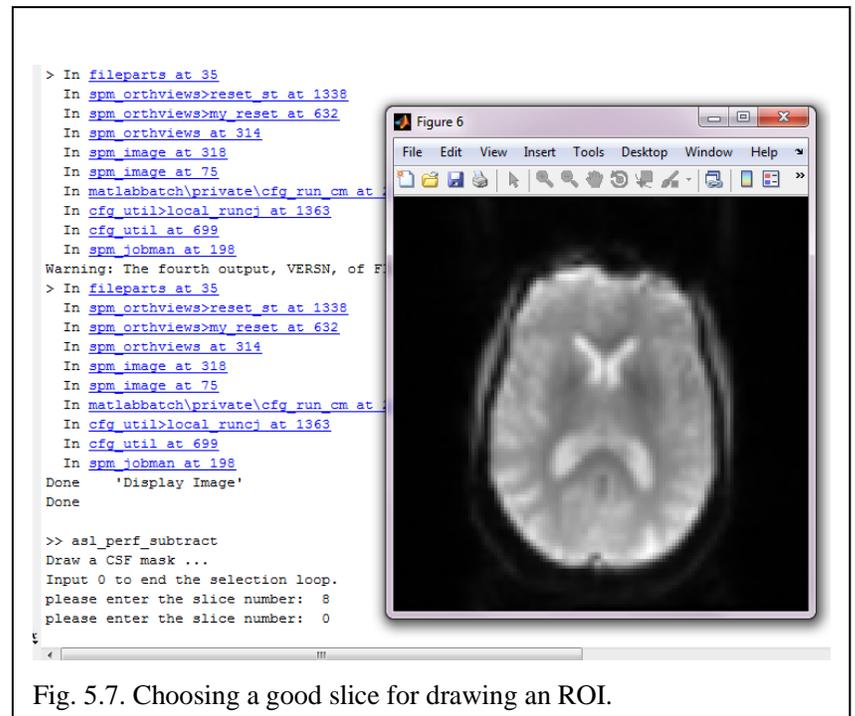 > In fileparts at 35
In spm_orthviews>reset_st at 1338
In spm_orthviews>my_reset at 632
In spm_orthviews at 314
In spm_image at 318
In spm_image at 75
In matlabbatch\private\cfg_run_cm at
In cfg_util>local_runcj at 1363
In cfg_util at 699
In spm_jobman at 198
Warning: The fourth output, VERSN, of
> In fileparts at 35
In spm_orthviews>reset_st at 1338
In spm_orthviews>my_reset at 632
In spm_orthviews at 314
In spm_image at 318
In spm_image at 75
In matlabbatch\private\cfg_run_cm at
In cfg_util>local_runcj at 1363
In cfg_util at 699
In spm_jobman at 198
Done 'Display Image'
Done
>> asl_perf_subtract
Draw a CSF mask ...
Input 0 to end the selection loop.
please enter the slice number: 8
please enter the slice number: 0
Figure 6
File Edit View Insert Tools Desktop Window Help
Fig. 5.7. Choosing a good slice for drawing an ROI.